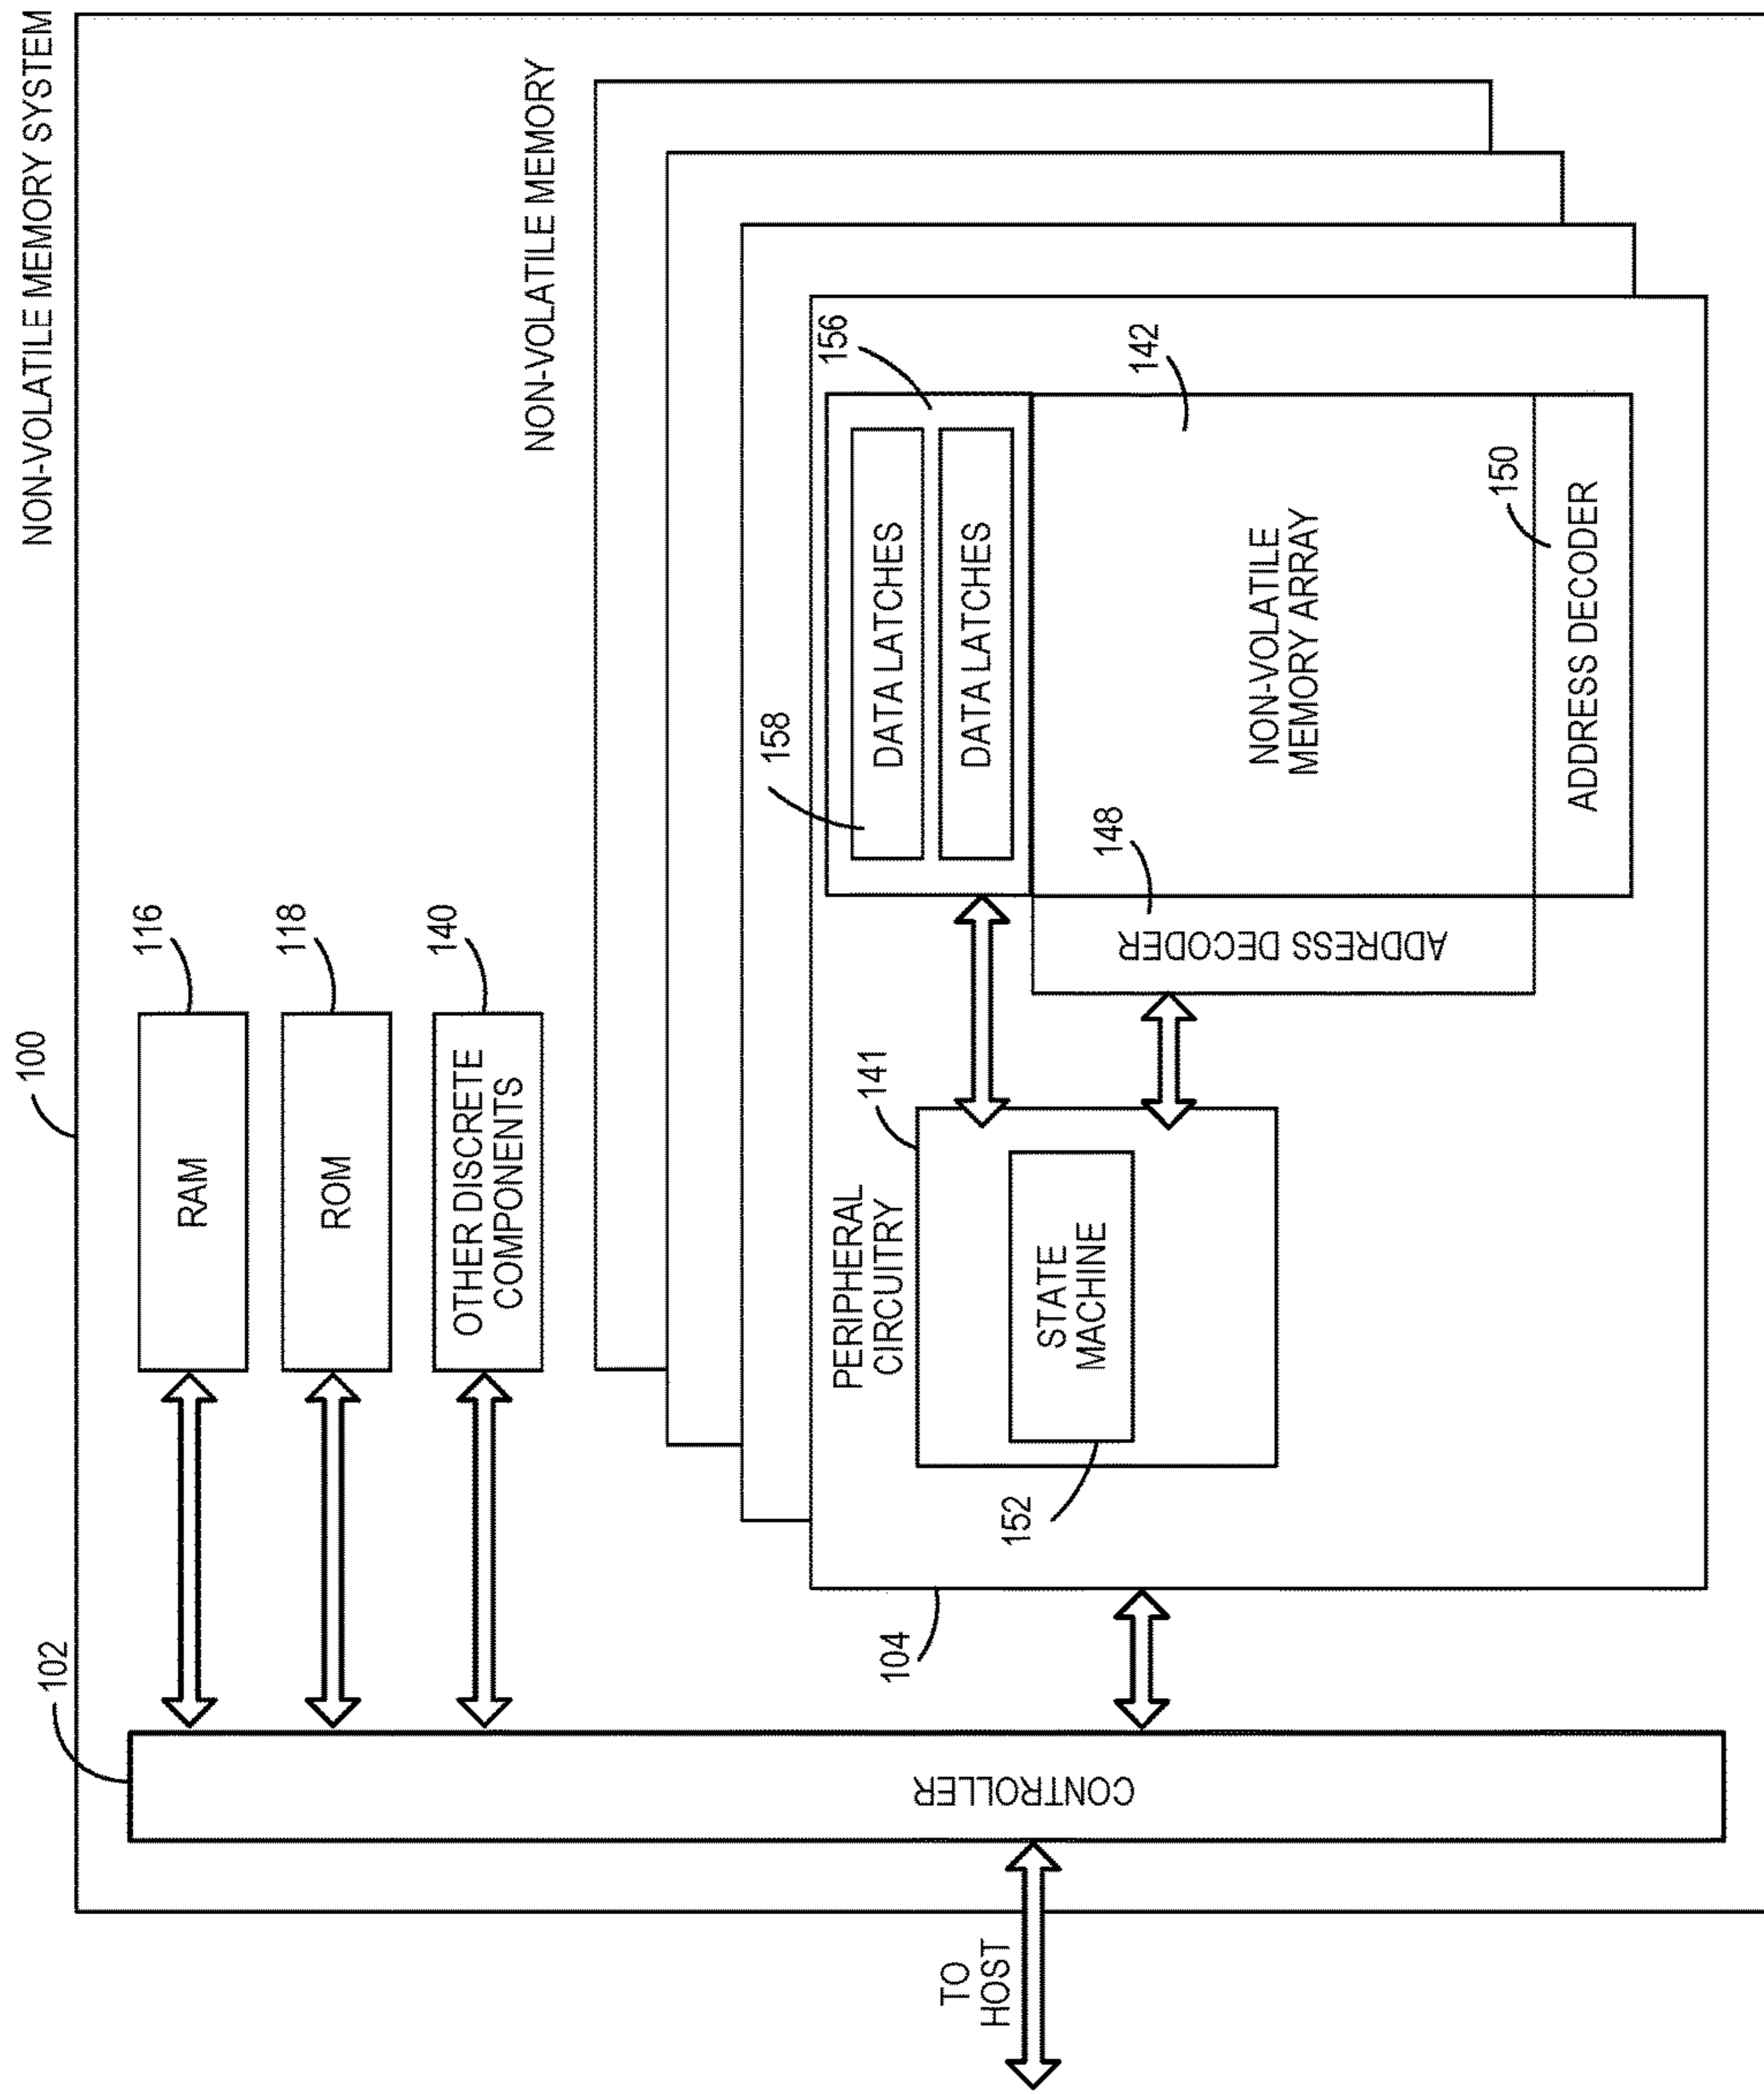 NON-VOLATILE MEMORY SYSTEM
100
102
RAM
116
ROM
118
OTHER DISCRETE
COMPONENTS
140
NON-VOLATILE MEMORY
TO
HOST
CONTROLLER
104
PERIPHERAL
CIRCUITRY
141
STATE
MACHINE
152
158
156
DATA LATCHES
DATA LATCHES
148
ADDRESS DECODER
142
NON-VOLATILE
MEMORY ARRAY
150
ADDRESS DECODER